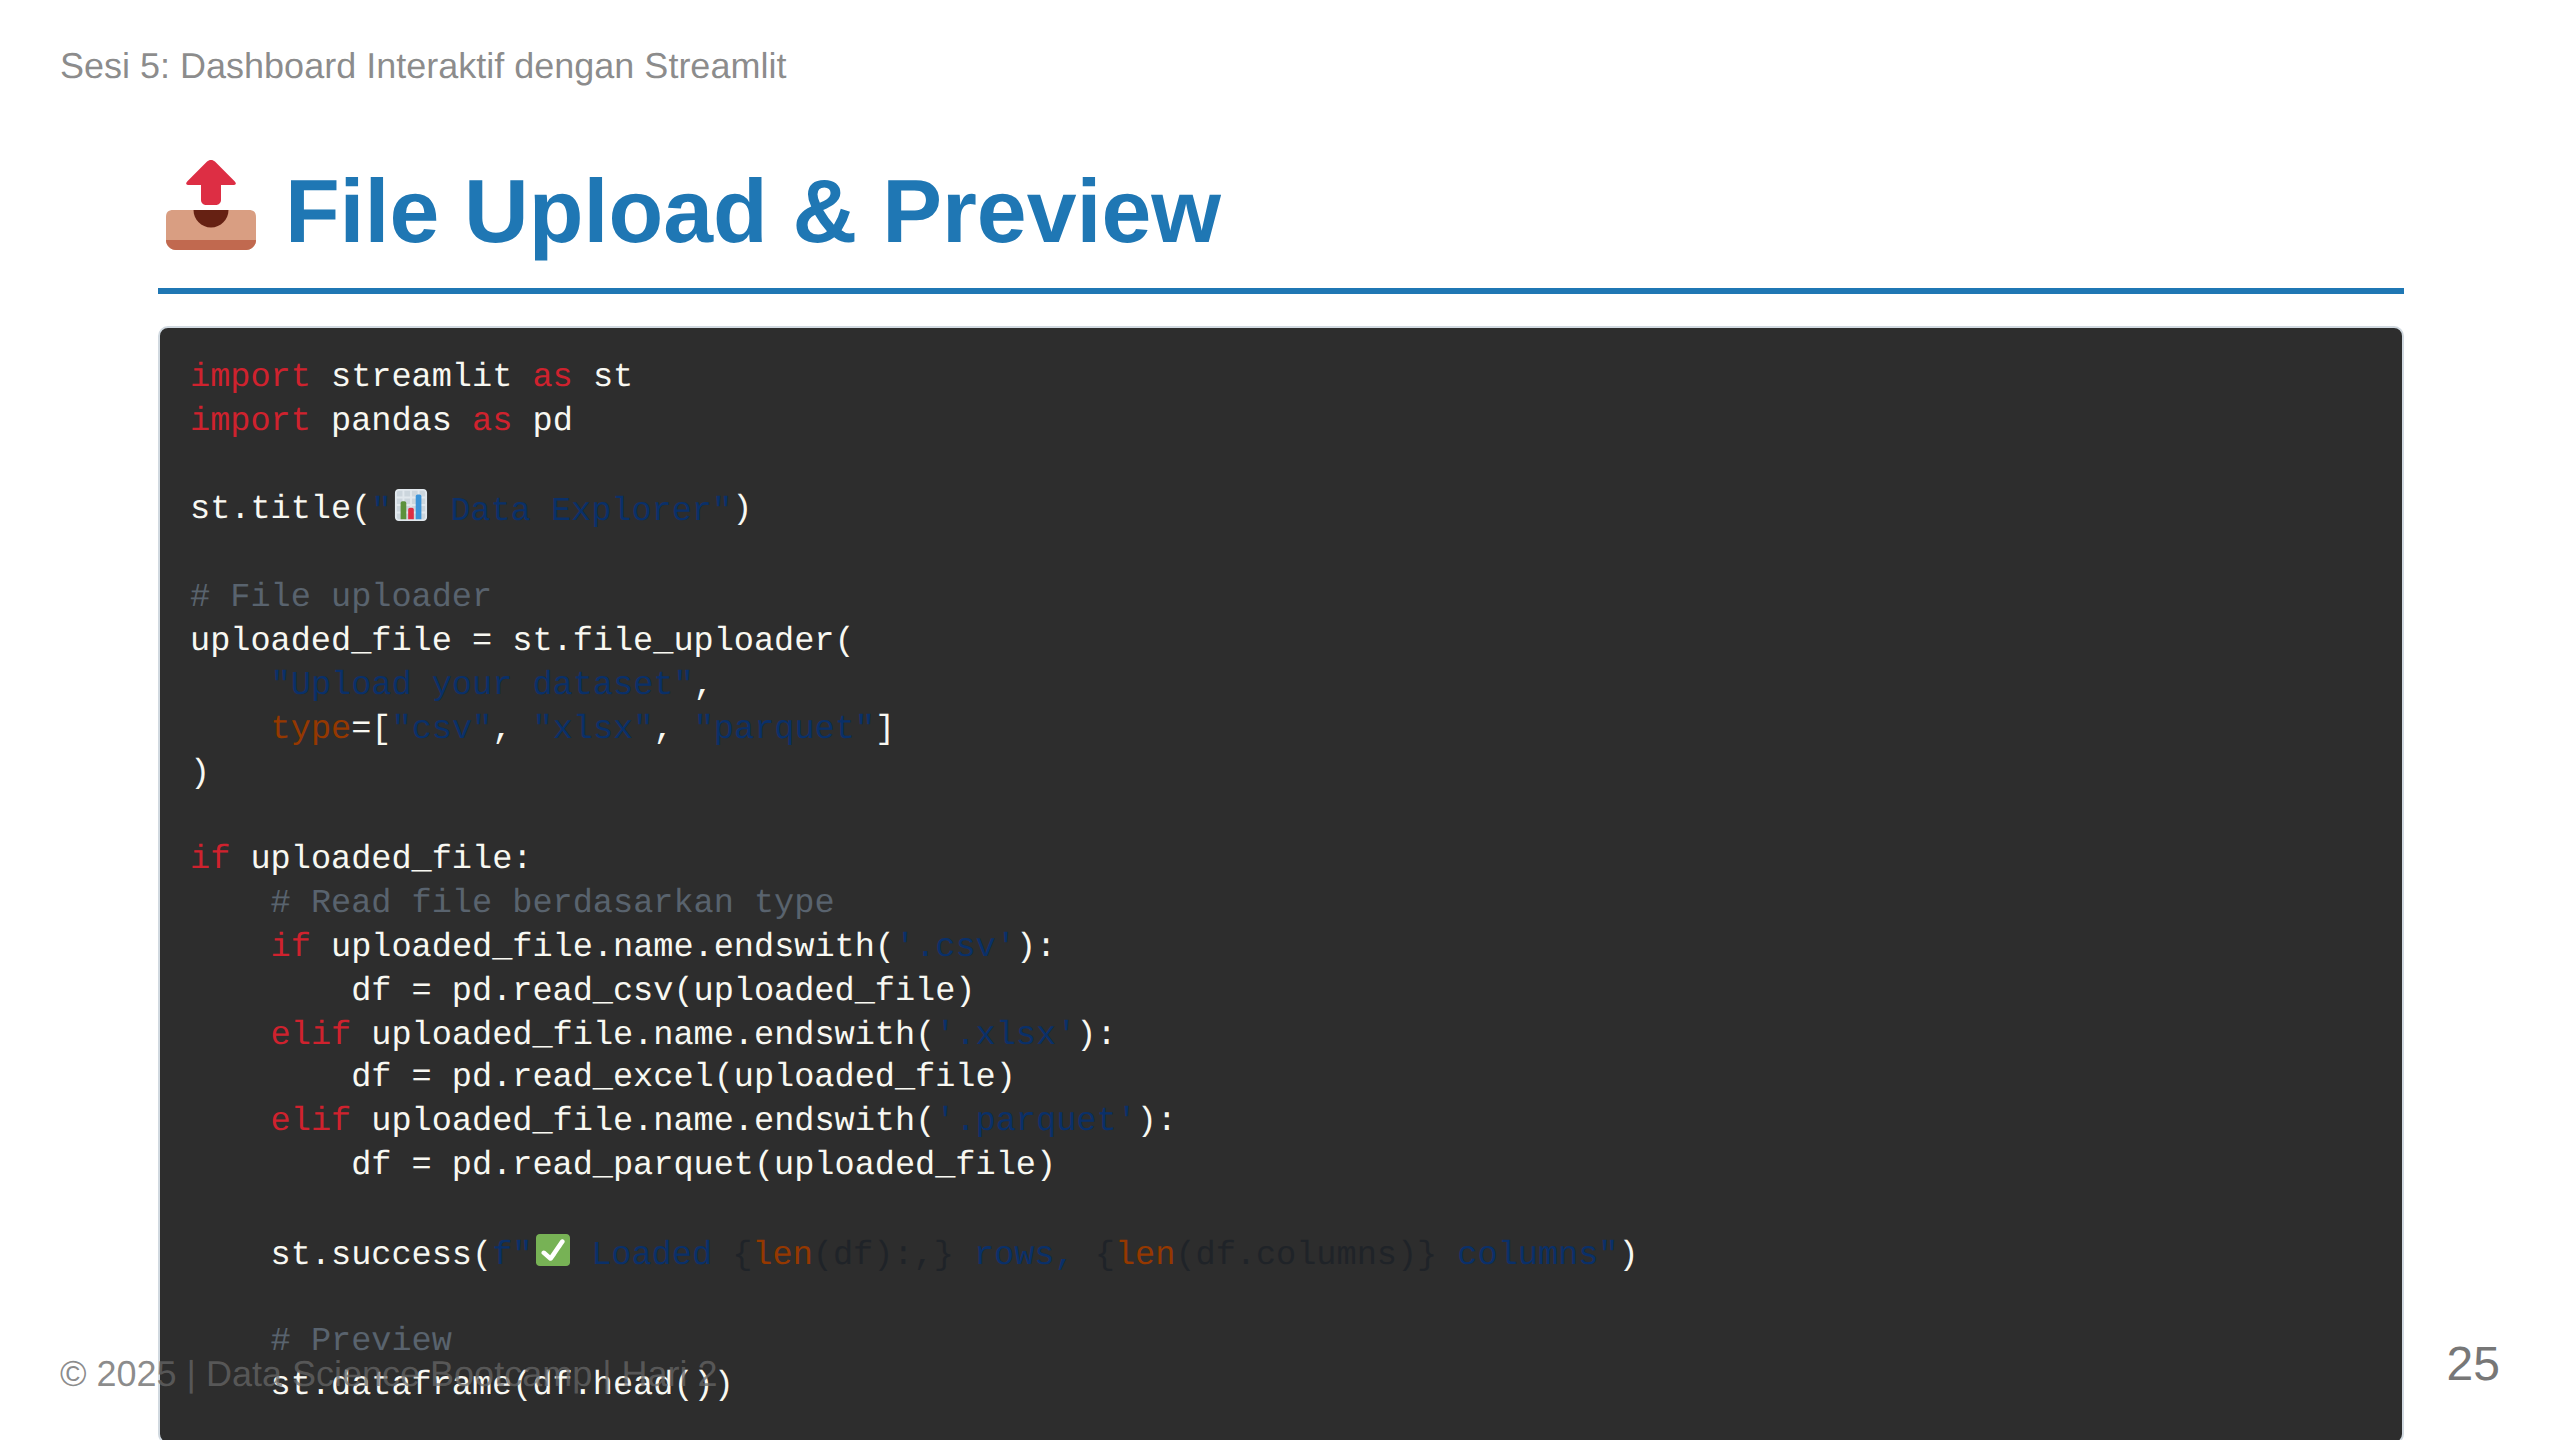 Sesi 5: Dashboard Interaktif dengan Streamlit
📤 File Upload & Preview
import streamlit as st
import pandas as pd

st.title("📊 Data Explorer")

# File uploader
uploaded_file = st.file_uploader(
    "Upload your dataset",
    type=["csv", "xlsx", "parquet"]
)

if uploaded_file:
    # Read file berdasarkan type
    if uploaded_file.name.endswith('.csv'):
        df = pd.read_csv(uploaded_file)
    elif uploaded_file.name.endswith('.xlsx'):
        df = pd.read_excel(uploaded_file)
    elif uploaded_file.name.endswith('.parquet'):
        df = pd.read_parquet(uploaded_file)

    st.success(f"✅ Loaded {len(df):,} rows, {len(df.columns)} columns")

    # Preview
    st.dataframe(df.head())
© 2025 | Data Science Bootcamp | Hari 2
25